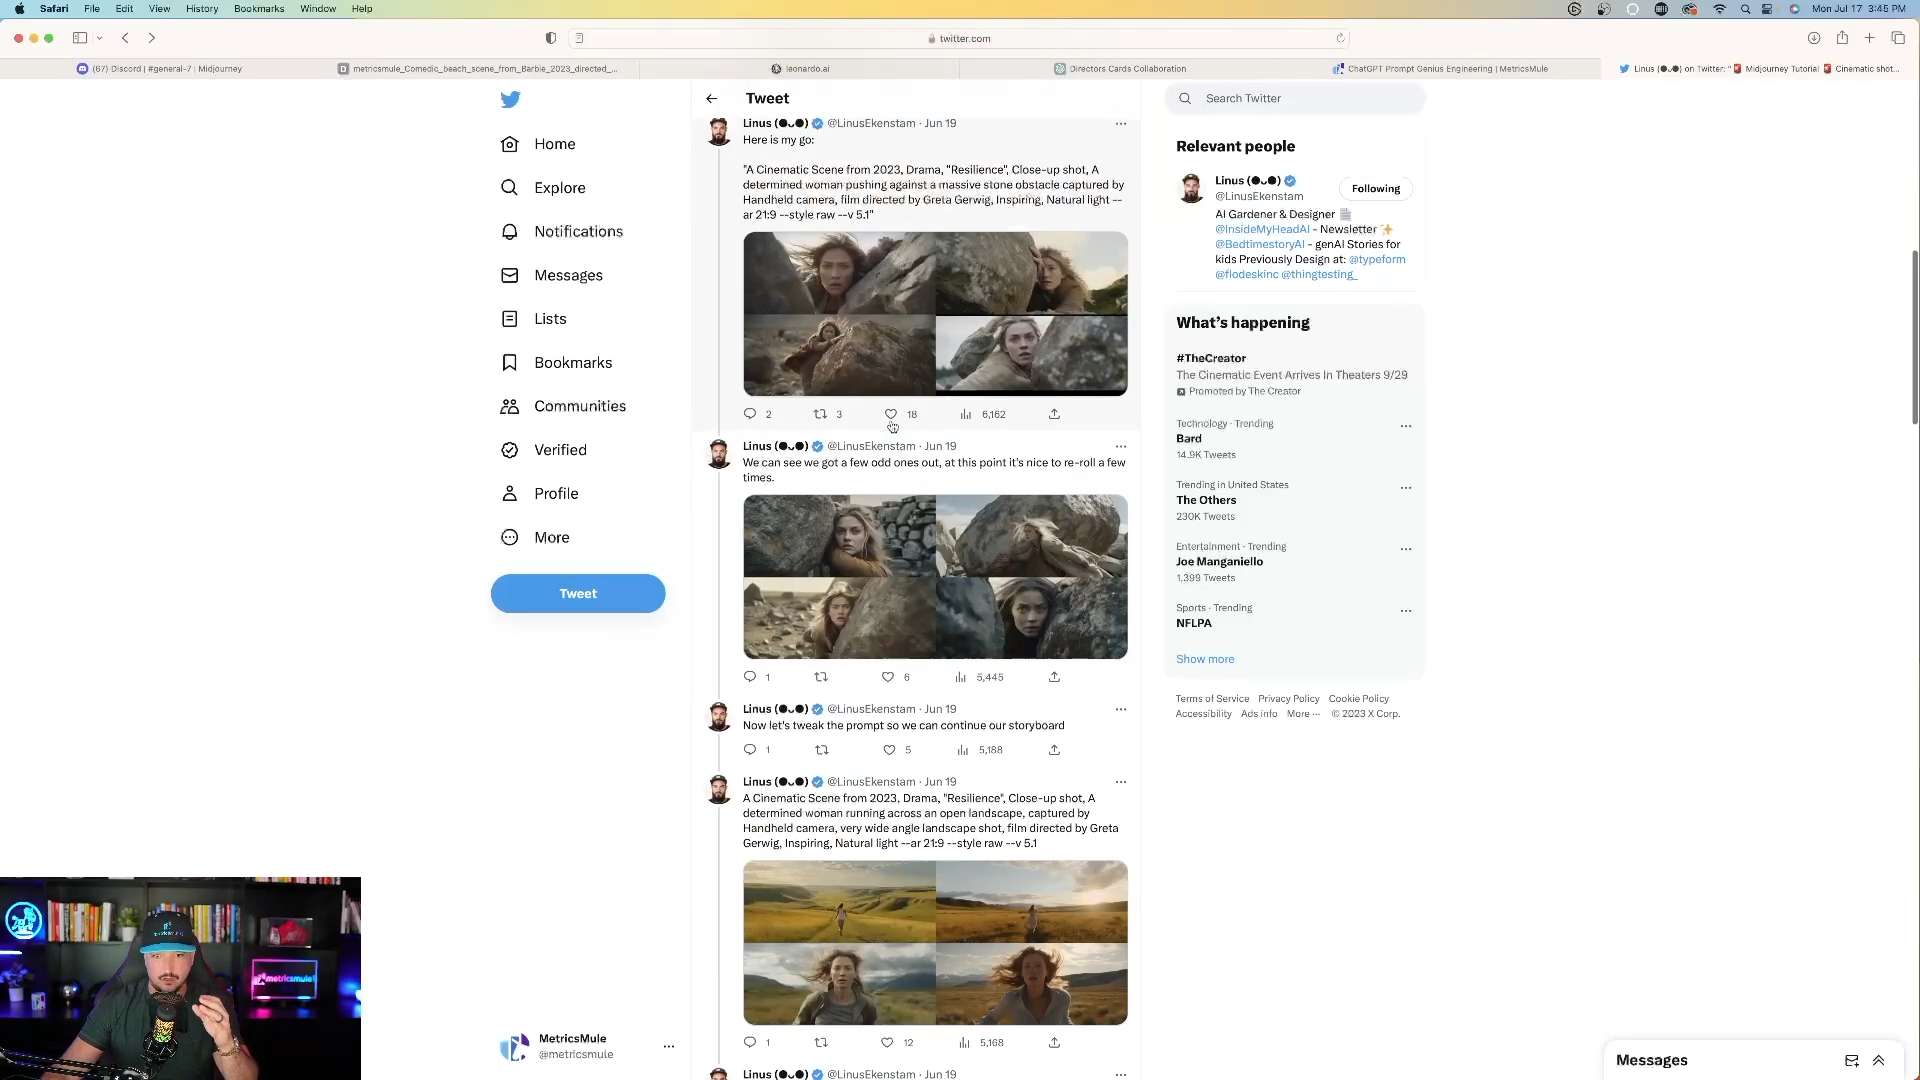 Safari File Edit View History Bookmarks Window Help
Mon Jul 17 3:45 PM
twitter.com
(67) Discord | #general-7 | Midjourney
metricsmule_Comedic_beach_scene_from_Barbie_2023_directed_...
leonardo.ai
Directors Cards Collaboration
ChatGPT Prompt Genius Engineering | MetricsMule
Linus (●ᴗ●) on Twitter: "🚨 Midjourney Tutorial 🚨 Cinematic shot...
Home
Explore
Notifications
Messages
Lists
Bookmarks
Communities
Verified
Profile
More
Tweet
MetricsMule
@metricsmule
Tweet
Linus (●ᴗ●) @LinusEkenstam · Jun 19
Here is my go:
"A Cinematic Scene from 2023, Drama, "Resilience", Close-up shot, A
determined woman pushing against a massive stone obstacle captured by
Handheld camera, film directed by Greta Gerwig, Inspiring, Natural light --
ar 21:9 --style raw --v 5.1"
2 3 18 6,162
Linus (●ᴗ●) @LinusEkenstam · Jun 19
We can see we got a few odd ones out, at this point it's nice to re-roll a few
times.
1 6 5,445
Linus (●ᴗ●) @LinusEkenstam · Jun 19
Now let's tweak the prompt so we can continue our storyboard
1 5 5,188
Linus (●ᴗ●) @LinusEkenstam · Jun 19
A Cinematic Scene from 2023, Drama, "Resilience", Close-up shot, A
determined woman running across an open landscape, captured by
Handheld camera, very wide angle landscape shot, film directed by Greta
Gerwig, Inspiring, Natural light --ar 21:9 --style raw --v 5.1
1 12 5,168
Linus (●ᴗ●) @LinusEkenstam · Jun 19
Search Twitter
Relevant people
Linus (●ᴗ●)
@LinusEkenstam
Following
AI Gardener & Designer
@InsideMyHeadAI - Newsletter ✨
@BedtimestoryAI - genAI Stories for
kids Previously Design at: @typeform
@flodeskinc @thingtesting_
What's happening
#TheCreator
The Cinematic Event Arrives In Theaters 9/29
Promoted by The Creator
Technology · Trending
Bard
14.9K Tweets
Trending in United States
The Others
230K Tweets
Entertainment · Trending
Joe Manganiello
1,399 Tweets
Sports · Trending
NFLPA
Show more
Terms of Service Privacy Policy Cookie Policy
Accessibility Ads info More ··· © 2023 X Corp.
Messages
metricsmule